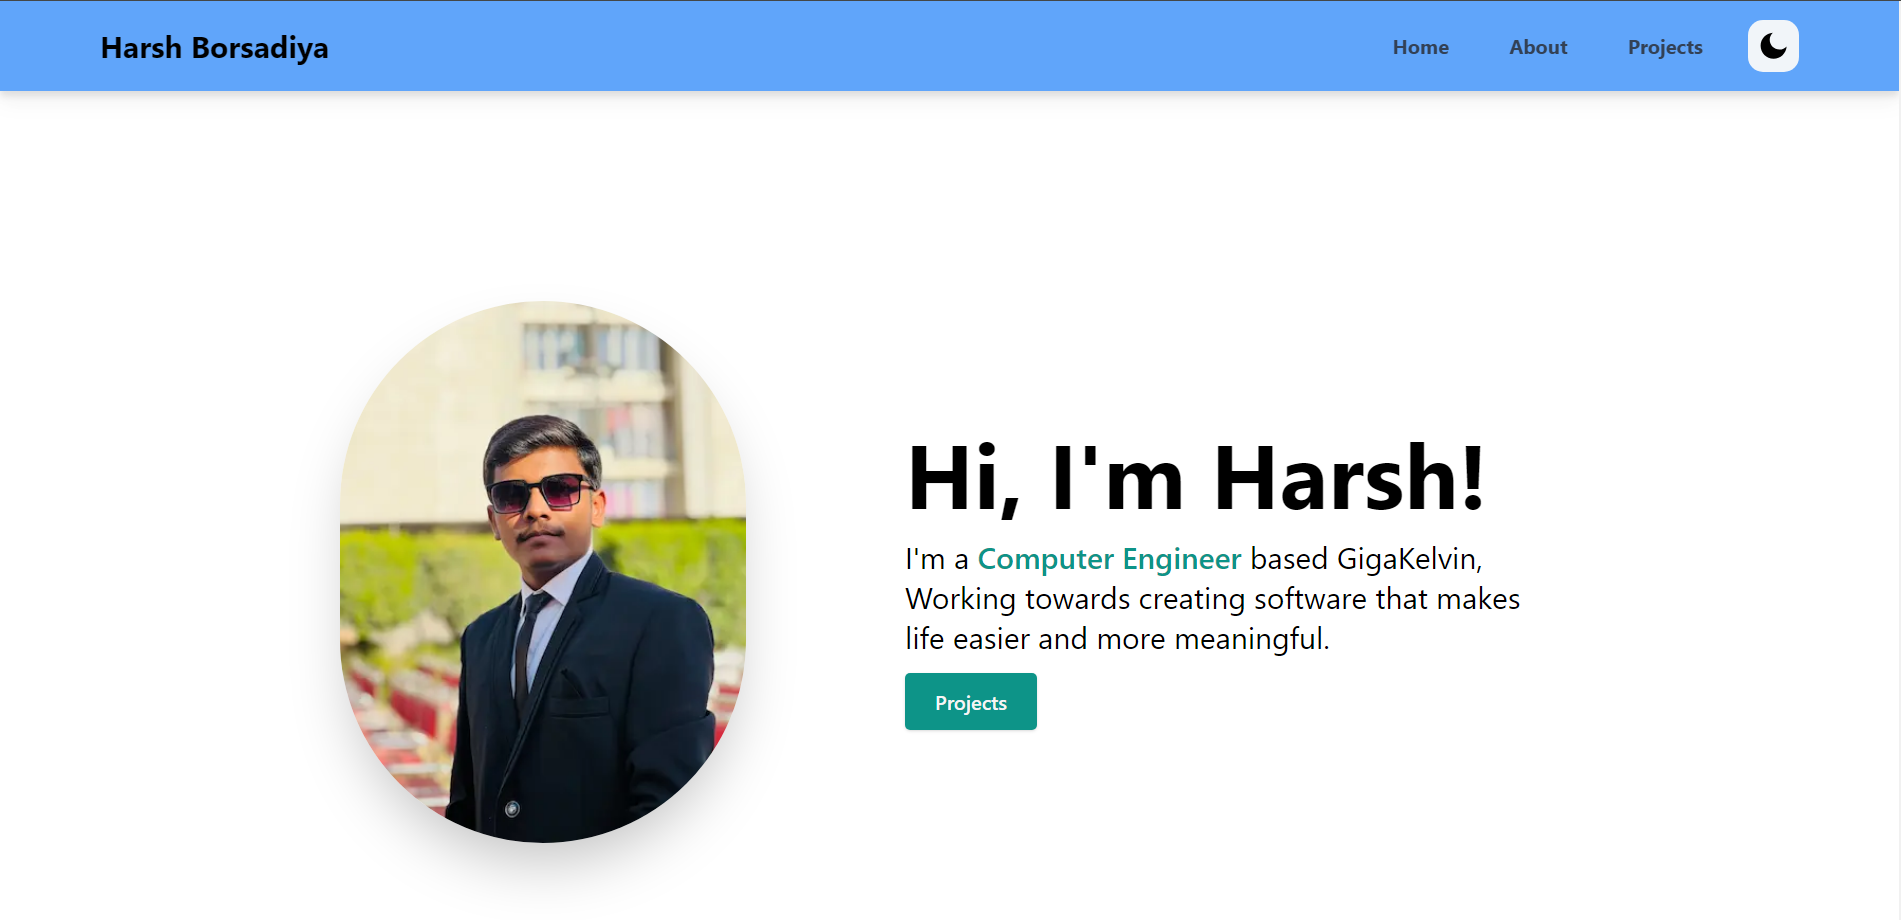 Harsh Borsadiya
Home
About
Projects
Hi, I'm Harsh!
I'm a Computer Engineer based GigaKelvin,
Working towards creating software that makes
life easier and more meaningful.
Projects